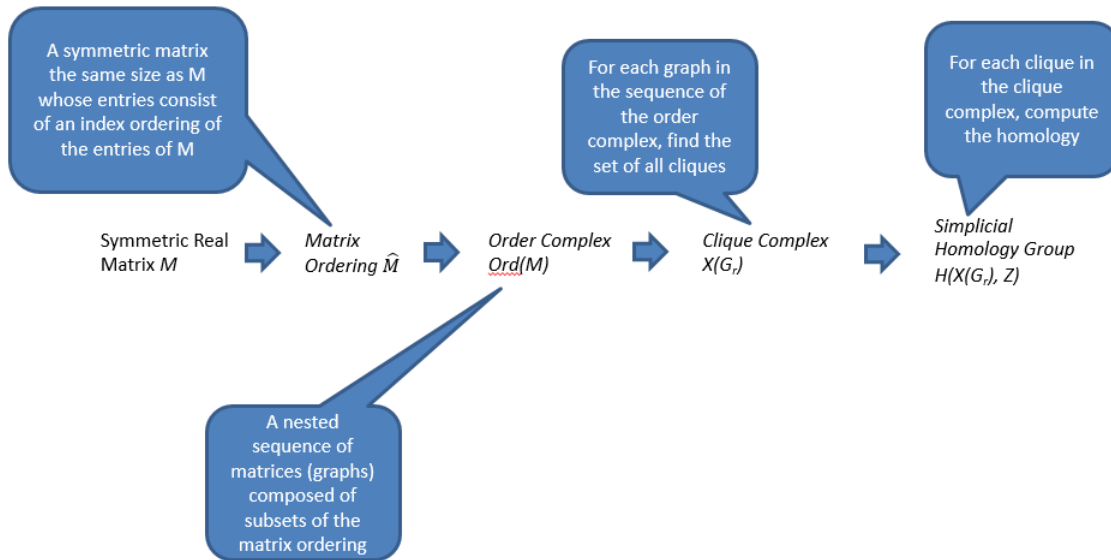 A symmetric matrix
the same size as M
whose entries consist
of an index ordering of
the entries of M
For each graph in
the sequence of
the order
complex, find the
set of all cliques
For each clique in
the clique
complex, compute
the homology
Symmetric Real
Matrix M
Matrix
Ordering M̂
Order Complex
Ord(M)
Clique Complex
X(Gᵣ)
Simplicial
Homology Group
H(X(Gᵣ), Z)
A nested
sequence of
matrices (graphs)
composed of
subsets of the
matrix ordering